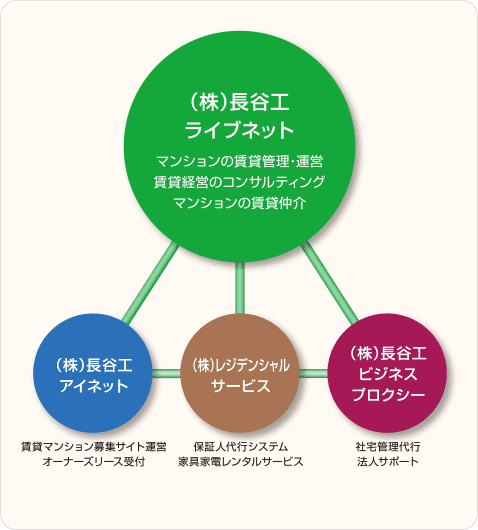 (株)長谷工
ライブネット
マンションの賃貸管理・運営
賃貸経営のコンサルティング
マンションの賃貸仲介
(株)長谷工
アイネット
(株)レジデンシャル
サービス
(株)長谷工
ビジネス
プロクシー
賃貸マンション募集サイト運営
オーナーズリース受付
保証人代行システム
家具家電レンタルサービス
社宅管理代行
法人サポート